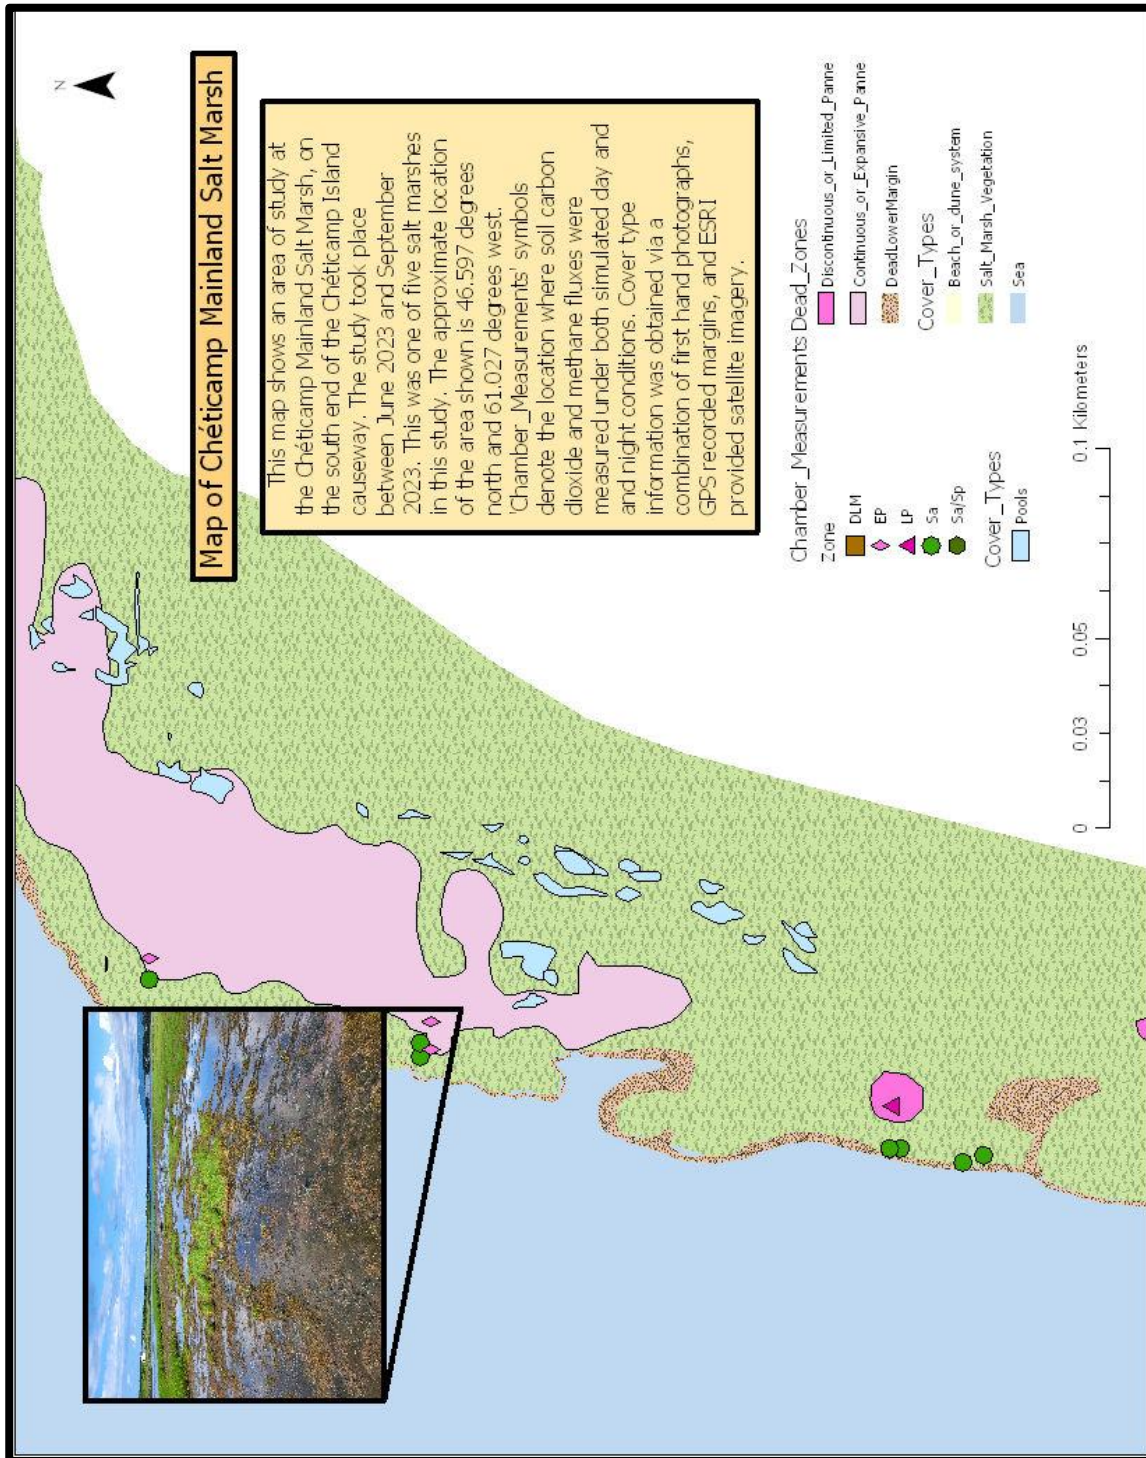 N
Map of Chéticamp Mainland Salt Marsh
This map shows an area of study at
the Chéticamp Mainland Salt Marsh, on
the south end of the Chéticamp Island
causeway. The study took place
between June 2023 and September
2023. This was one of five salt marshes
in this study. The approximate location
of the area shown is 46.597 degrees
north and 61.027 degrees west.
'Chamber_Measurements' symbols
denote the location where soil carbon
dioxide and methane fluxes were
measured under both simulated day and
and night conditions. Cover type
information was obtained via a
combination of first hand photographs,
GPS recorded margins, and ESRI
provided satellite imagery.
Chamber_Measurements
Zone
DLM
EP
LP
Sa
Sa/Sp
Cover_Types
Pools
Dead_Zones
Discontinuous_or_Limited_Panne
Continuous_or_Expansive_Panne
DeadLowerMargin
Cover_Types
Beach_or_dune_system
Salt_Marsh_Vegetation
Sea
0 0.03 0.05 0.1 Kilometers